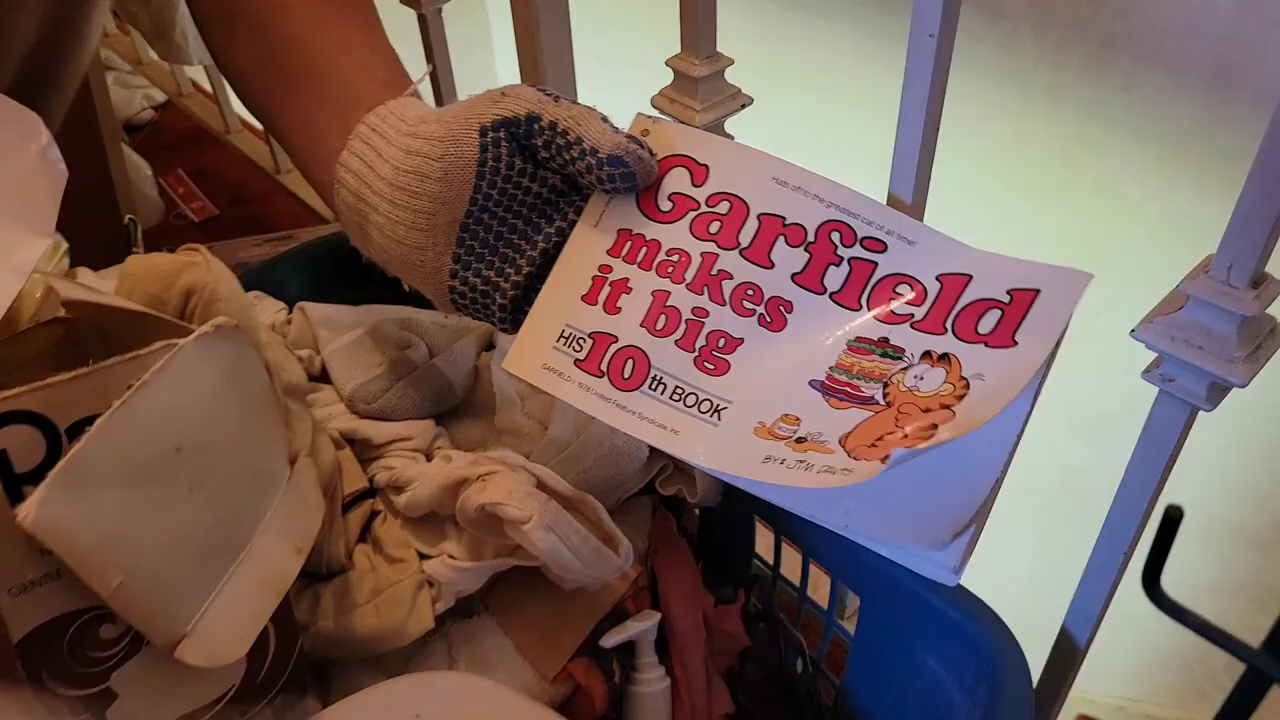 Hats off to the greatest cat of all time!
Garfield
makes
it big
HIS 10th BOOK
GARFIELD © 1978 United Feature Syndicate, Inc.
BY: JIM DAVIS
GENTLE